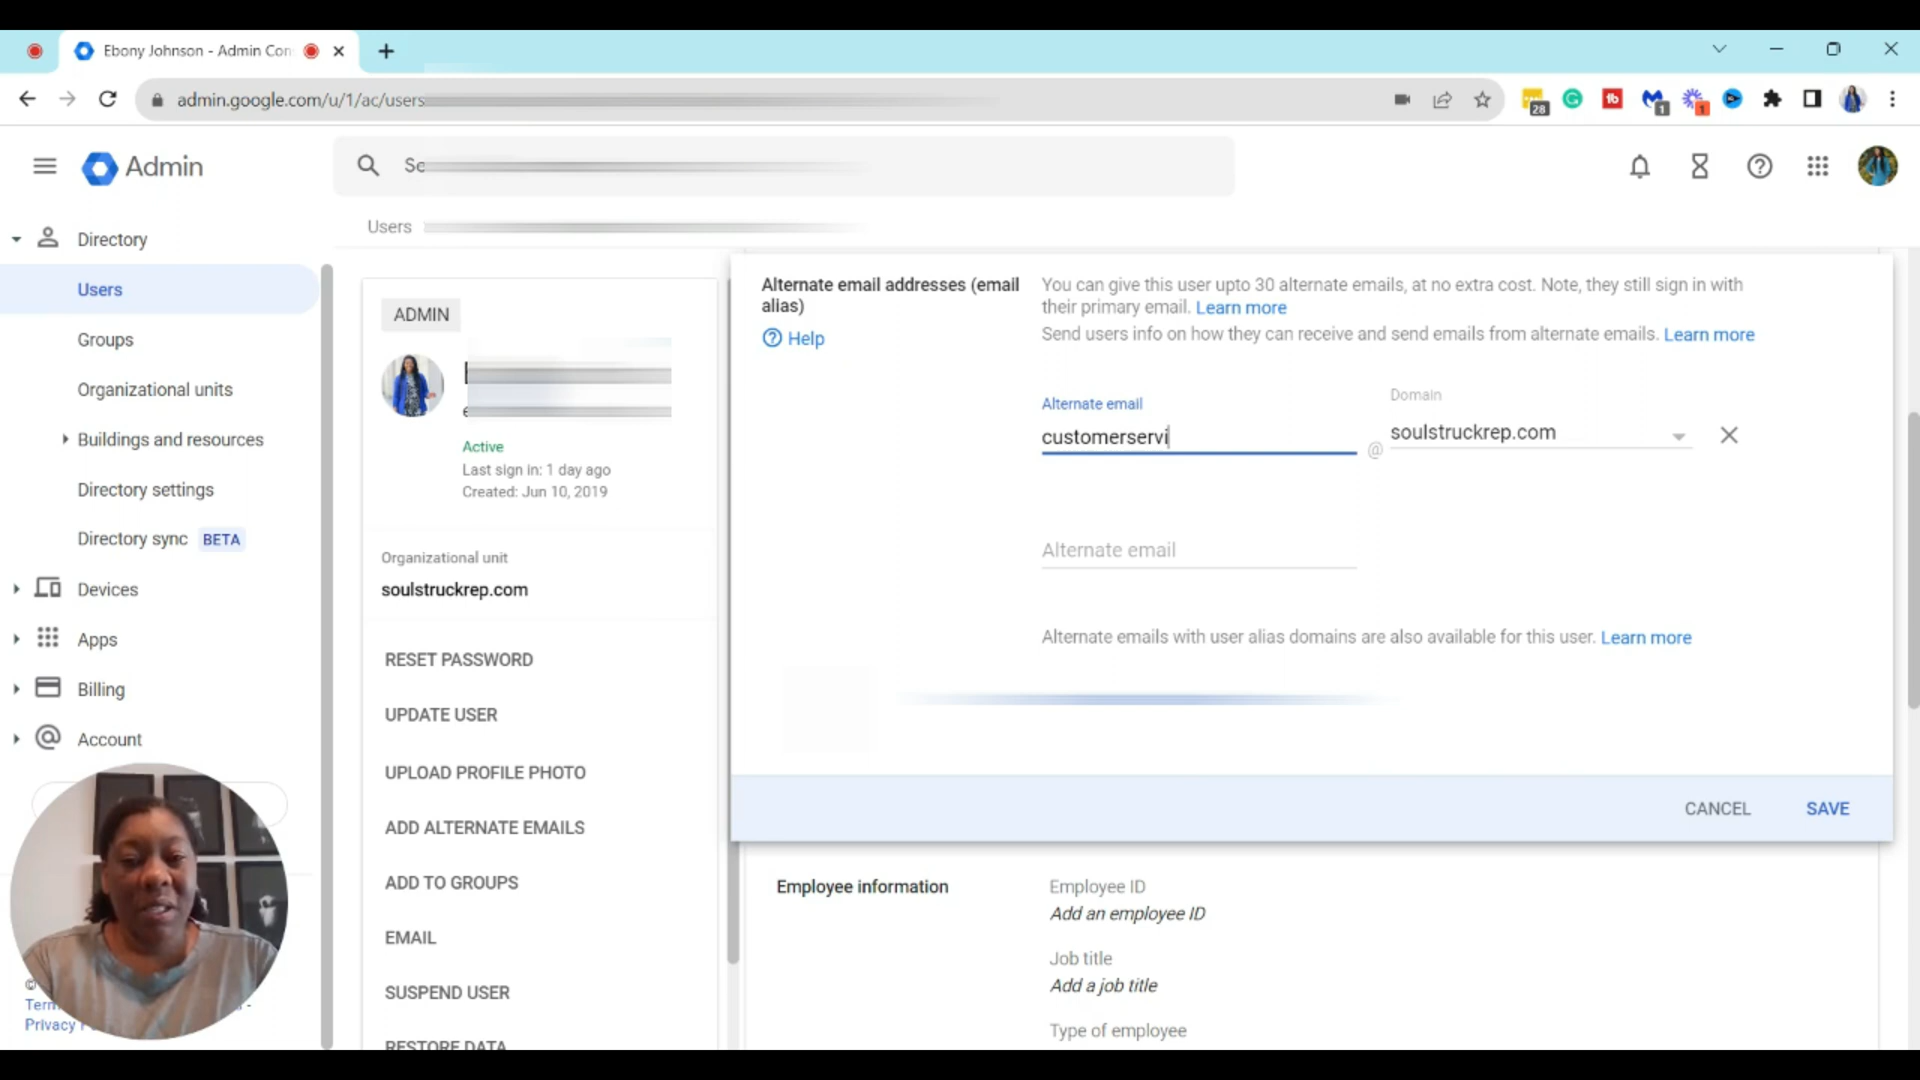 Ebony Johnson - Admin Con
admin.google.com/u/1/ac/users
28
1
1
Admin
Se
Directory
Users
Users
Groups
Organizational units
Buildings and resources
Directory settings
Directory sync BETA
Devices
Apps
Billing
Account
©
Privacy
ADMIN
Active
Last sign in: 1 day ago
Created: Jun 10, 2019
Organizational unit
soulstruckrep.com
RESET PASSWORD
UPDATE USER
UPLOAD PROFILE PHOTO
ADD ALTERNATE EMAILS
ADD TO GROUPS
EMAIL
SUSPEND USER
RESTORE DATA
Alternate email addresses (email
alias)
Help
You can give this user upto 30 alternate emails, at no extra cost. Note, they still sign in with
their primary email. Learn more
Send users info on how they can receive and send emails from alternate emails. Learn more
Alternate email
customerservi
@
Domain
soulstruckrep.com
Alternate email
Alternate emails with user alias domains are also available for this user. Learn more
CANCEL SAVE
Employee information
Employee ID
Add an employee ID
Job title
Add a job title
Type of employee